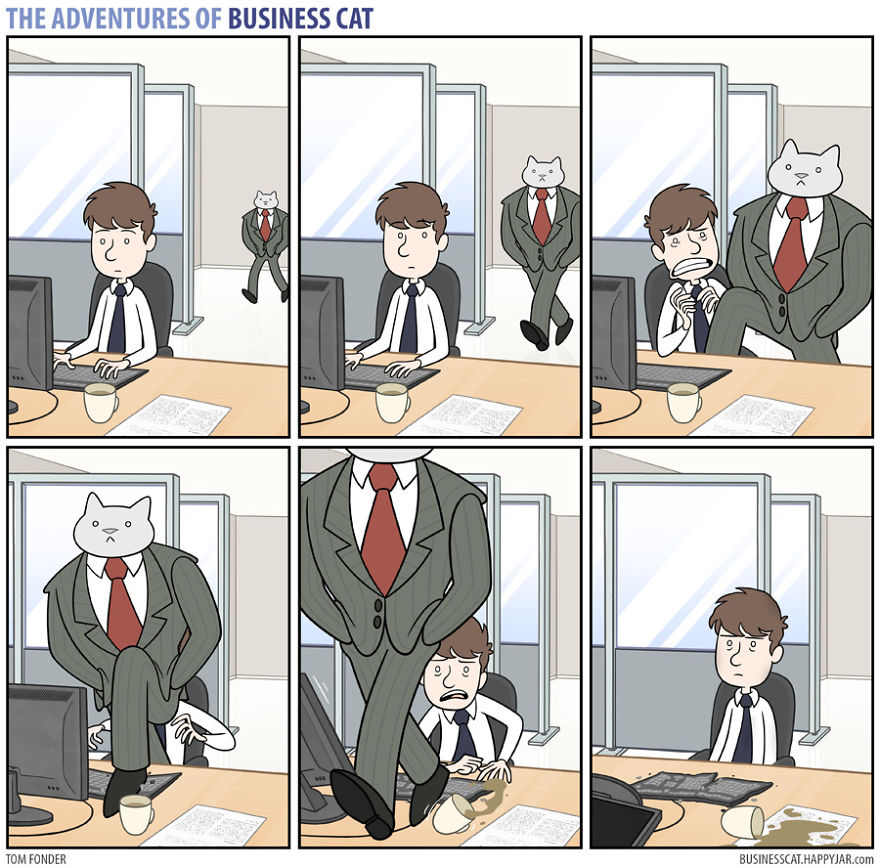 THE ADVENTURES OF BUSINESS CAT
TOM FONDER
BUSINESSCAT.HAPPYJAR.com